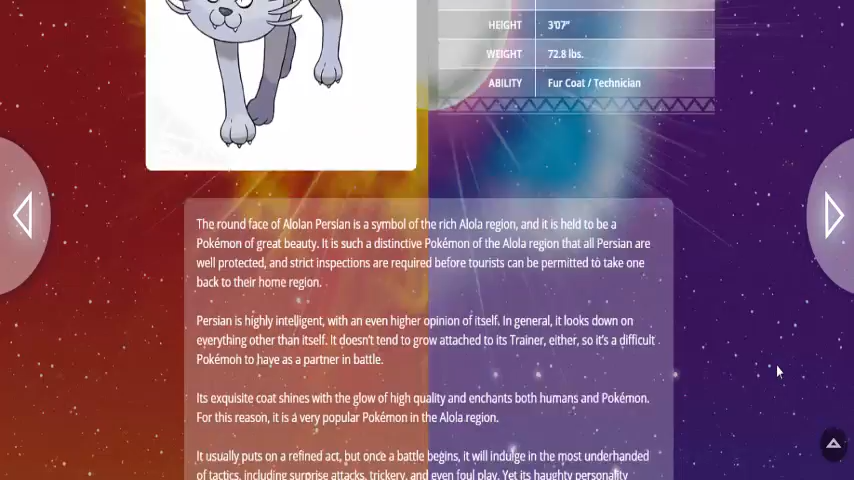 HEIGHT 3'07"
WEIGHT 72.8 lbs.
ABILITY Fur Coat / Technician
The round face of Alolan Persian is a symbol of the rich Alola region, and it is held to be a
Pokémon of great beauty. It is such a distinctive Pokémon of the Alola region that all Persian are
well protected, and strict inspections are required before tourists can be permitted to take one
back to their home region.
Persian is highly intelligent, with an even higher opinion of itself. In general, it looks down on
everything other than itself. It doesn't tend to grow attached to its Trainer, either, so it's a difficult
Pokémon to have as a partner in battle.
Its exquisite coat shines with the glow of high quality and enchants both humans and Pokémon.
For this reason, it is a very popular Pokémon in the Alola region.
It usually puts on a refined act, but once a battle begins, it will indulge in the most underhanded
of tactics, including surprise attacks, trickery, and even foul play. Yet its haughty personality